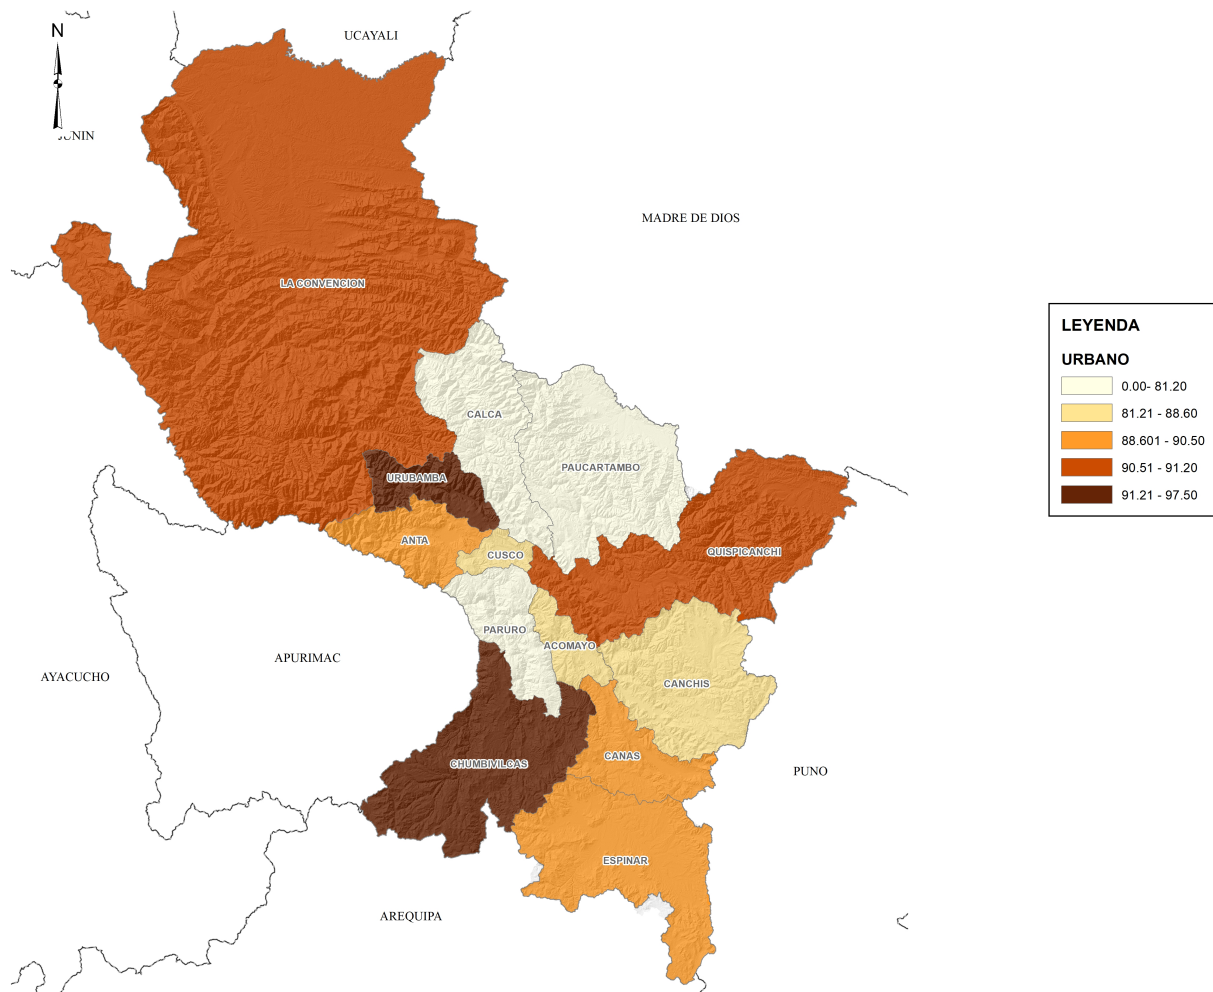 N
UCAYALI
JUNIN
MADRE DE DIOS
LA CONVENCION
LEYENDA
URBANO
0.00- 81.20
81.21 - 88.60
88.601 - 90.50
90.51 - 91.20
91.21 - 97.50
CALCA
PAUCARTAMBO
URUBAMBA
ANTA
CUSCO
QUISPICANCHI
PARURO
ACOMAYO
APURIMAC
AYACUCHO
CANCHIS
CANAS
CHUMBIVILCAS
PUNO
ESPINAR
AREQUIPA